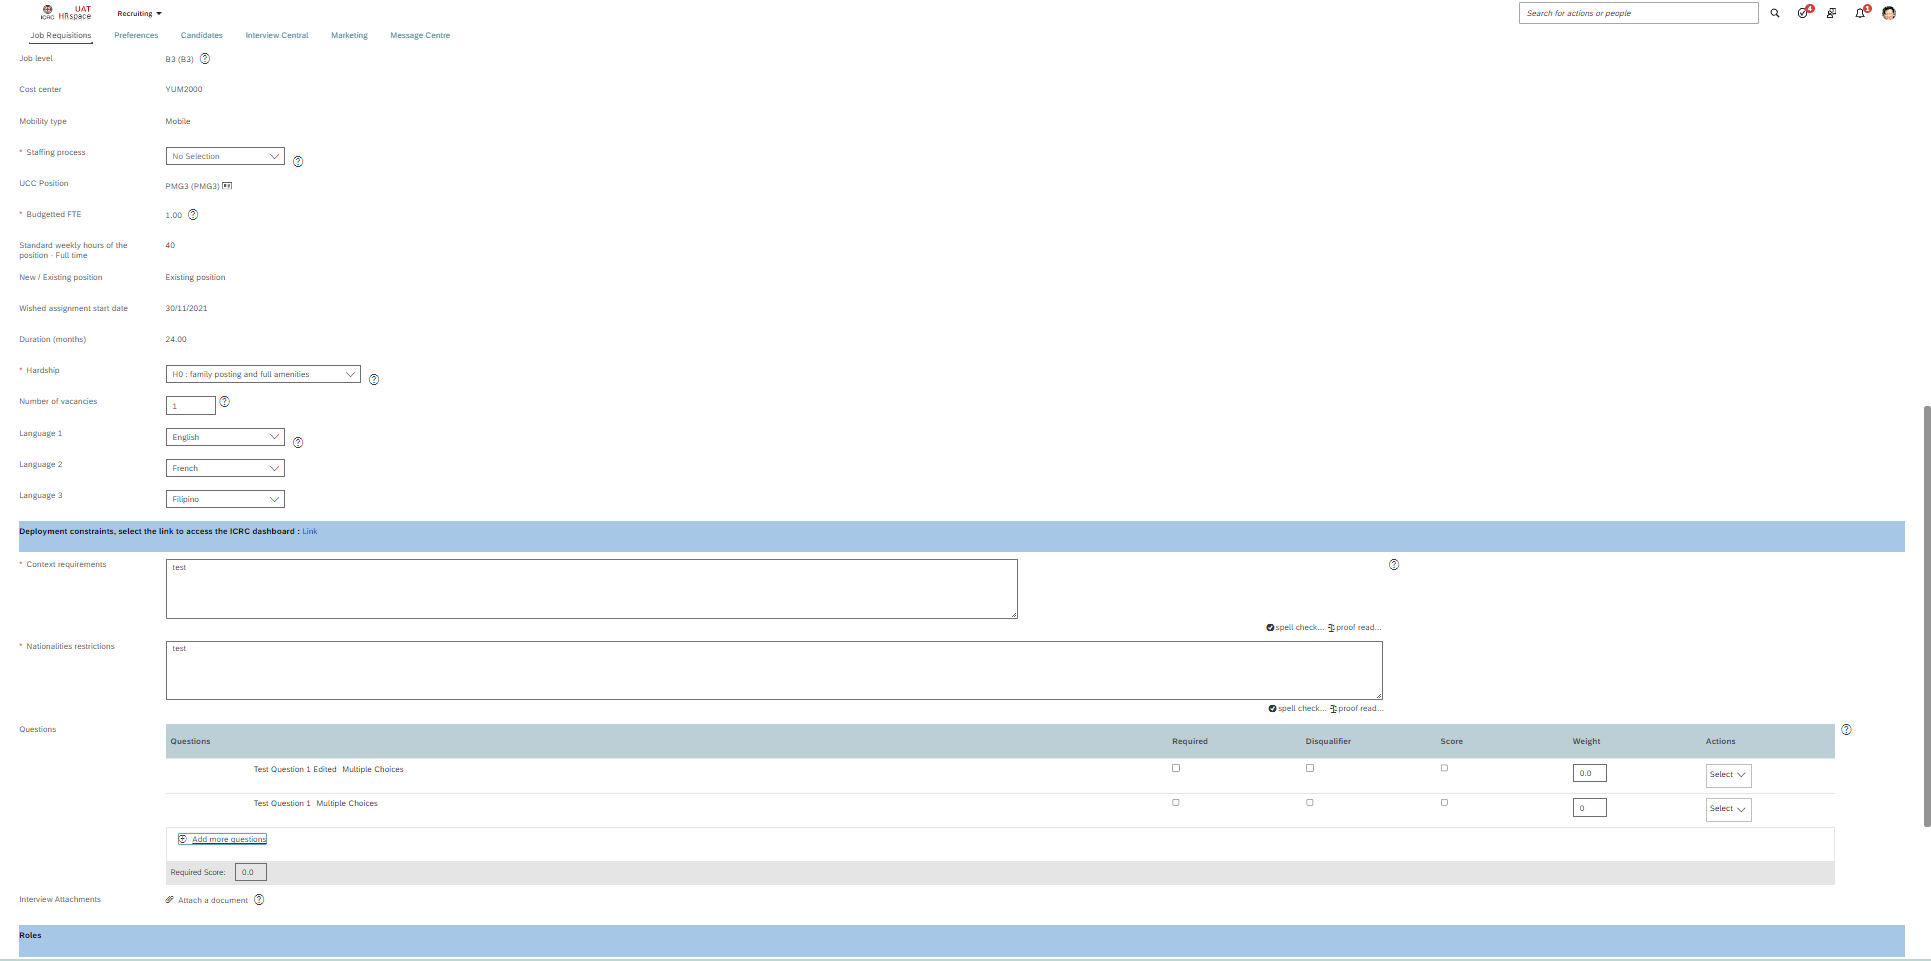 UAT
ICRC HRspace
Recruiting
Search for actions or people
4
1
Job Requisitions
Preferences
Candidates
Interview Central
Marketing
Message Centre
Job level
B3 (B3)
Cost center
YUM2000
Mobility type
Mobile
* Staffing process
No Selection
UCC Position
PMG3 (PMG3)
* Budgetted FTE
1.00
Standard weekly hours of the
position - Full time
40
New / Existing position
Existing position
Wished assignment start date
30/11/2021
Duration (months)
24.00
* Hardship
H0 : family posting and full amenities
Number of vacancies
1
Language 1
English
Language 2
French
Language 3
Filipino
Deployment constraints, select the link to access the ICRC dashboard : Link
* Context requirements
test
spell check... proof read...
* Nationalities restrictions
test
spell check... proof read...
Questions
Questions Required Disqualifier Score Weight Actions
Test Question 1 Edited Multiple Choices 0.0 Select
Test Question 1 Multiple Choices 0 Select
Add more questions
Required Score: 0.0
Interview Attachments
Attach a document
Roles